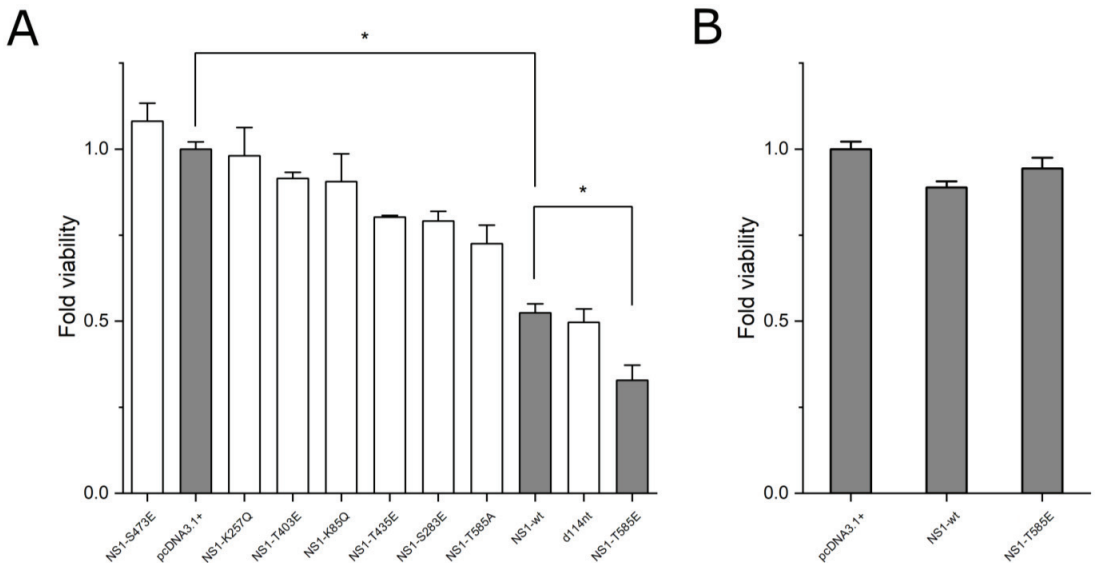 A
B
*
*
Fold viability
1.0
0.5
0.0
NS1-S473E
pcDNA3.1+
NS1-K257Q
NS1-T403E
NS1-K85Q
NS1-T435E
NS1-S283E
NS1-T585A
NS1-wt
d114nt
NS1-T585E
Fold viability
1.0
0.5
0.0
pcDNA3.1+
NS1-wt
NS1-T585E